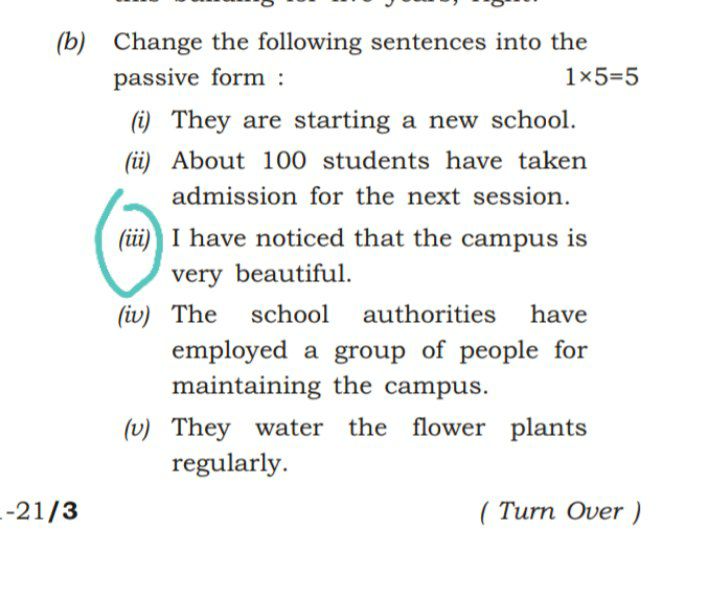 (b) Change the following sentences into the
passive form : 1×5=5
(i) They are starting a new school.
(ii) About 100 students have taken
admission for the next session.
(iii) I have noticed that the campus is
very beautiful.
(iv) The school authorities have
employed a group of people for
maintaining the campus.
(v) They water the flower plants
regularly.
-21/3 ( Turn Over )